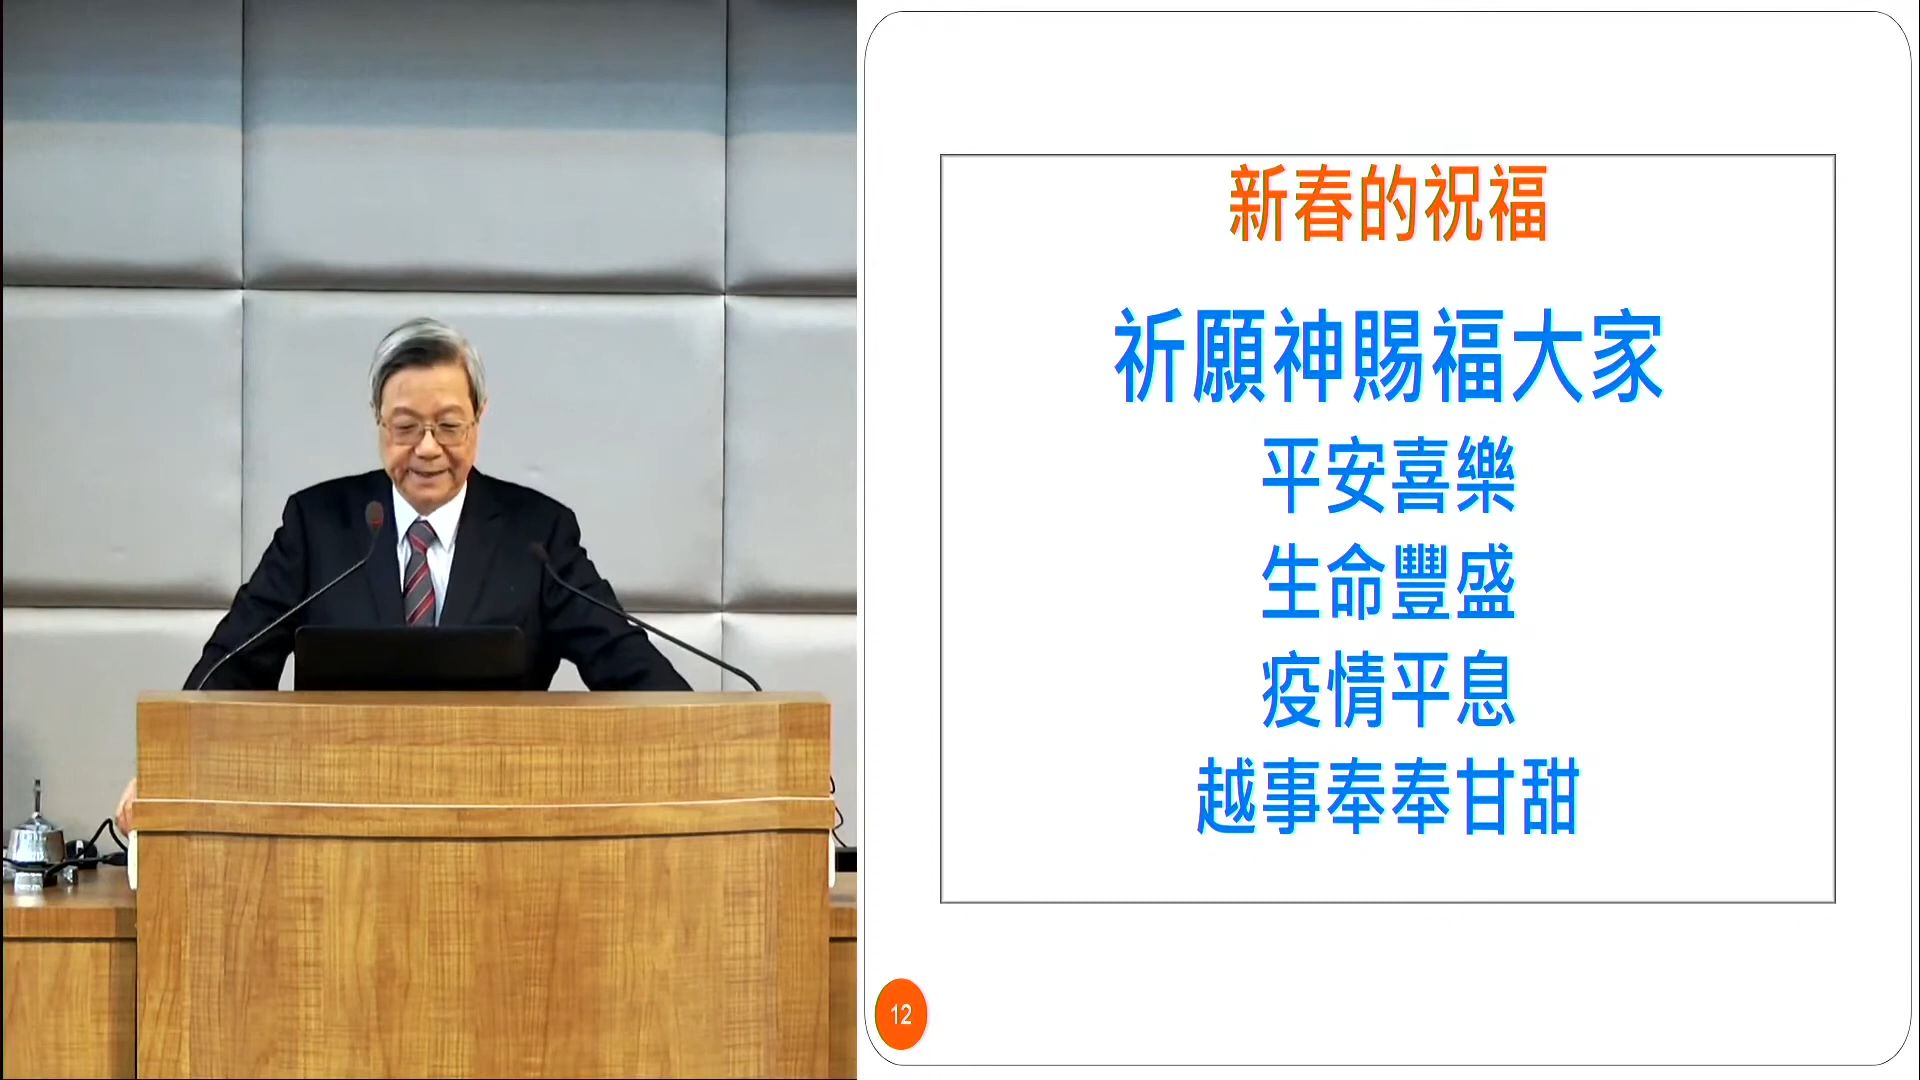 新春的祝福
祈願神賜福大家
平安喜樂
生命豐盛
疫情平息
越事奉奉甘甜
12